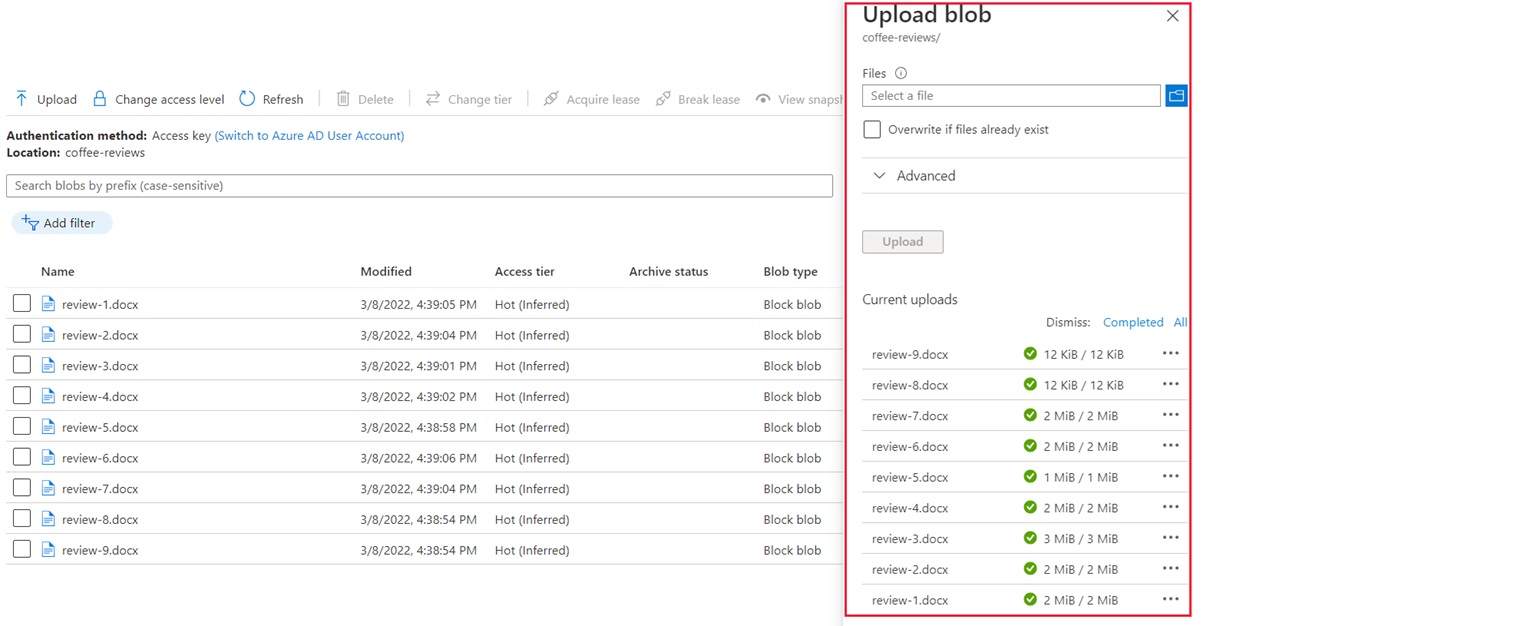 Upload Change access level Refresh Delete Change tier Acquire lease Break lease View snapsh
Authentication method: Access key (Switch to Azure AD User Account)
Location: coffee-reviews
Search blobs by prefix (case-sensitive)
Add filter
Name Modified Access tier Archive status Blob type
review-1.docx 3/8/2022, 4:39:05 PM Hot (Inferred) Block blob
review-2.docx 3/8/2022, 4:39:04 PM Hot (Inferred) Block blob
review-3.docx 3/8/2022, 4:39:01 PM Hot (Inferred) Block blob
review-4.docx 3/8/2022, 4:39:02 PM Hot (Inferred) Block blob
review-5.docx 3/8/2022, 4:38:58 PM Hot (Inferred) Block blob
review-6.docx 3/8/2022, 4:39:06 PM Hot (Inferred) Block blob
review-7.docx 3/8/2022, 4:39:04 PM Hot (Inferred) Block blob
review-8.docx 3/8/2022, 4:38:54 PM Hot (Inferred) Block blob
review-9.docx 3/8/2022, 4:38:54 PM Hot (Inferred) Block blob
Upload blob
coffee-reviews/
Files
Select a file
Overwrite if files already exist
Advanced
Upload
Current uploads
Dismiss: Completed All
review-9.docx 12 KiB / 12 KiB
review-8.docx 12 KiB / 12 KiB
review-7.docx 2 MiB / 2 MiB
review-6.docx 2 MiB / 2 MiB
review-5.docx 1 MiB / 1 MiB
review-4.docx 2 MiB / 2 MiB
review-3.docx 3 MiB / 3 MiB
review-2.docx 2 MiB / 2 MiB
review-1.docx 2 MiB / 2 MiB